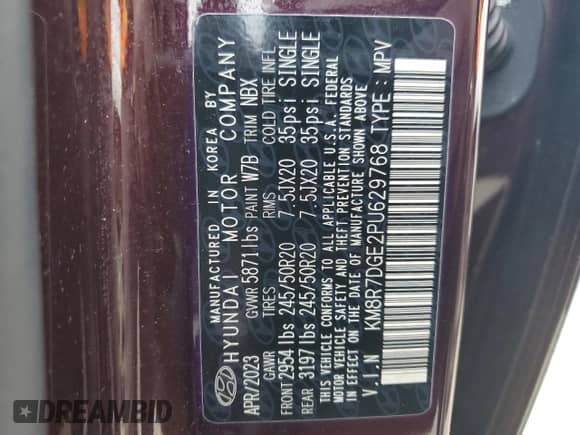 MANUFACTURED IN KOREA BY
HYUNDAI MOTOR COMPANY
APR/2023 GVWR 5871lbs PAINT W7B TRIM NBX
GAWR TIRES RIMS COLD TIRE INFL
FRONT 2954 lbs 245/50R20 7.5JX20 35psi SINGLE
REAR 3197 lbs 245/50R20 7.5JX20 35psi SINGLE
THIS VEHICLE CONFORMS TO ALL APPLICABLE U.S.A. FEDERAL
MOTOR VEHICLE SAFETY AND THEFT PREVENTION STANDARDS
IN EFFECT ON THE DATE OF MANUFACTURE SHOWN ABOVE.
V.I.N KM8R7DGE2PU629768 TYPE : MPV
DREAMBID